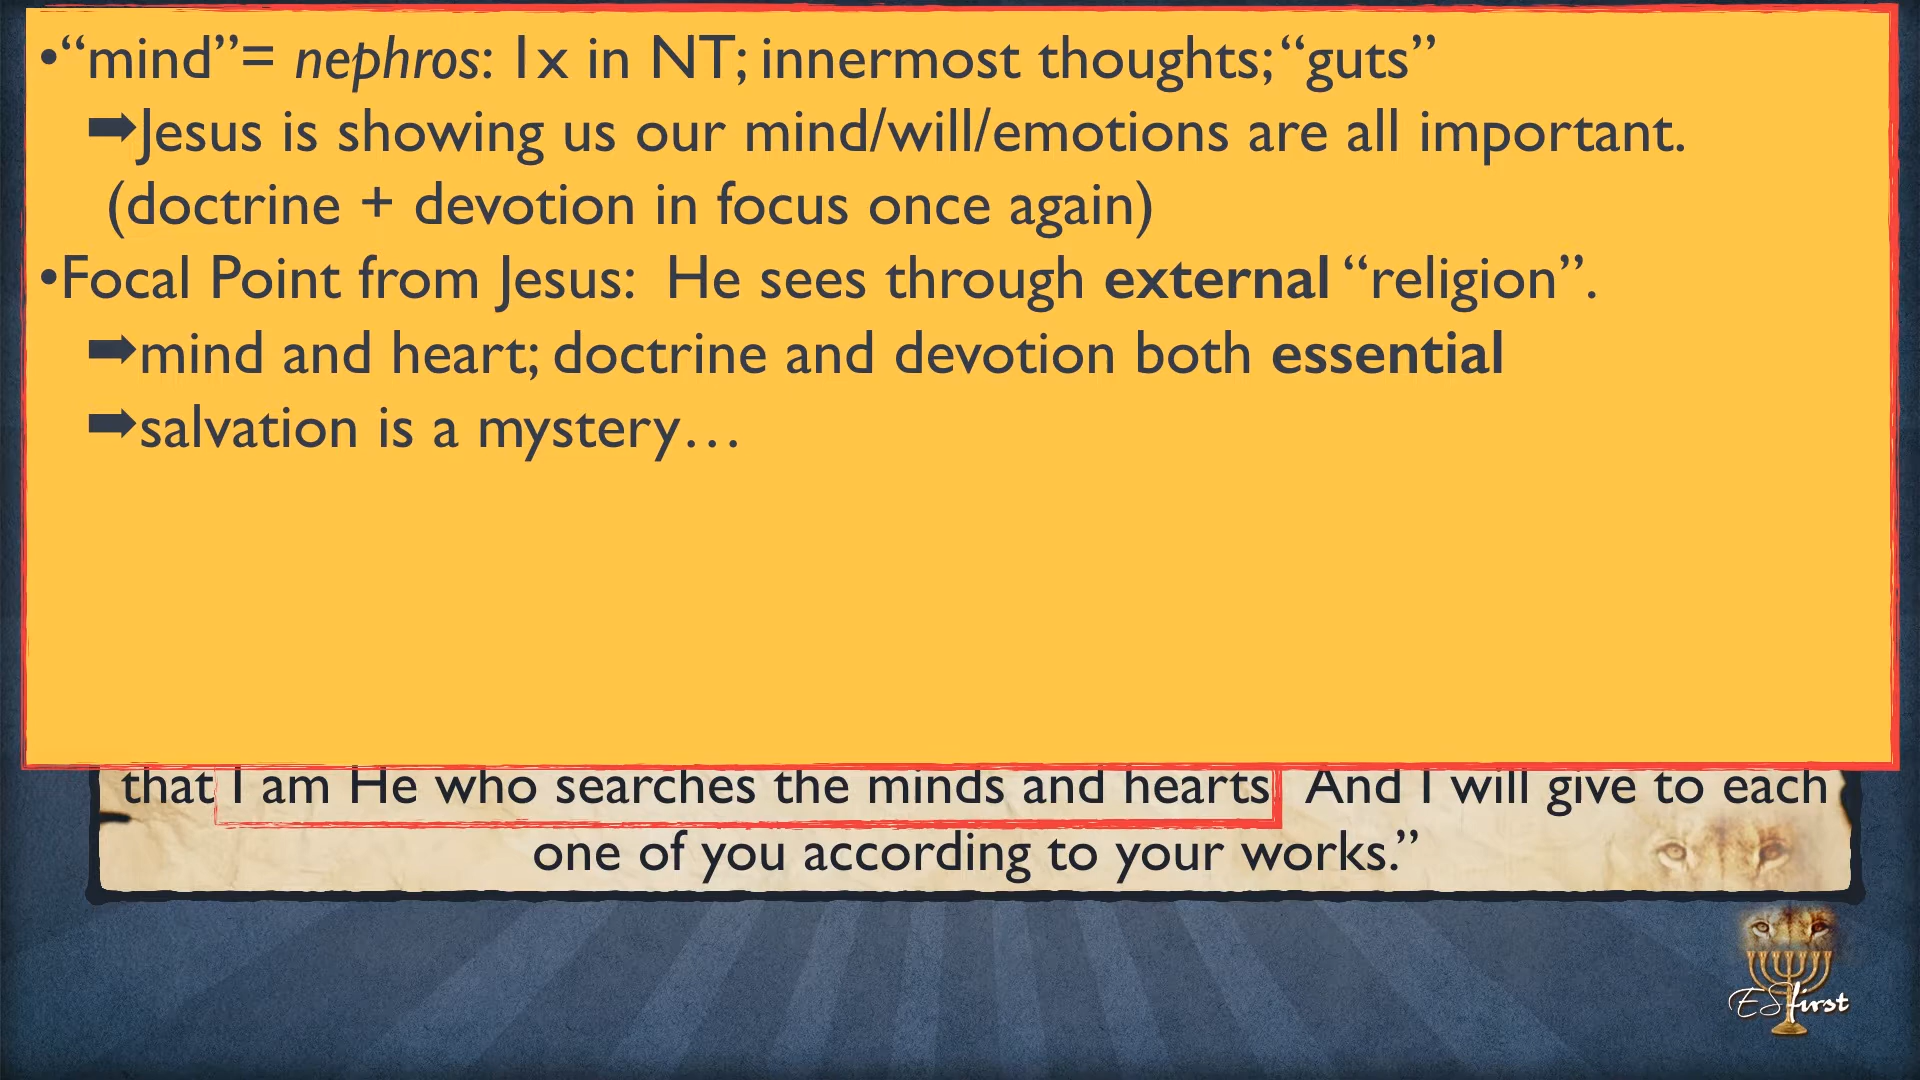 •“mind”= nephros: 1x in NT; innermost thoughts; “guts”
➡Jesus is showing us our mind/will/emotions are all important.
(doctrine + devotion in focus once again)
•Focal Point from Jesus:  He sees through external “religion”.
➡mind and heart; doctrine and devotion both essential
➡salvation is a mystery…
that I am He who searches the minds and hearts  And I will give to each
one of you according to your works.”
ESfirst